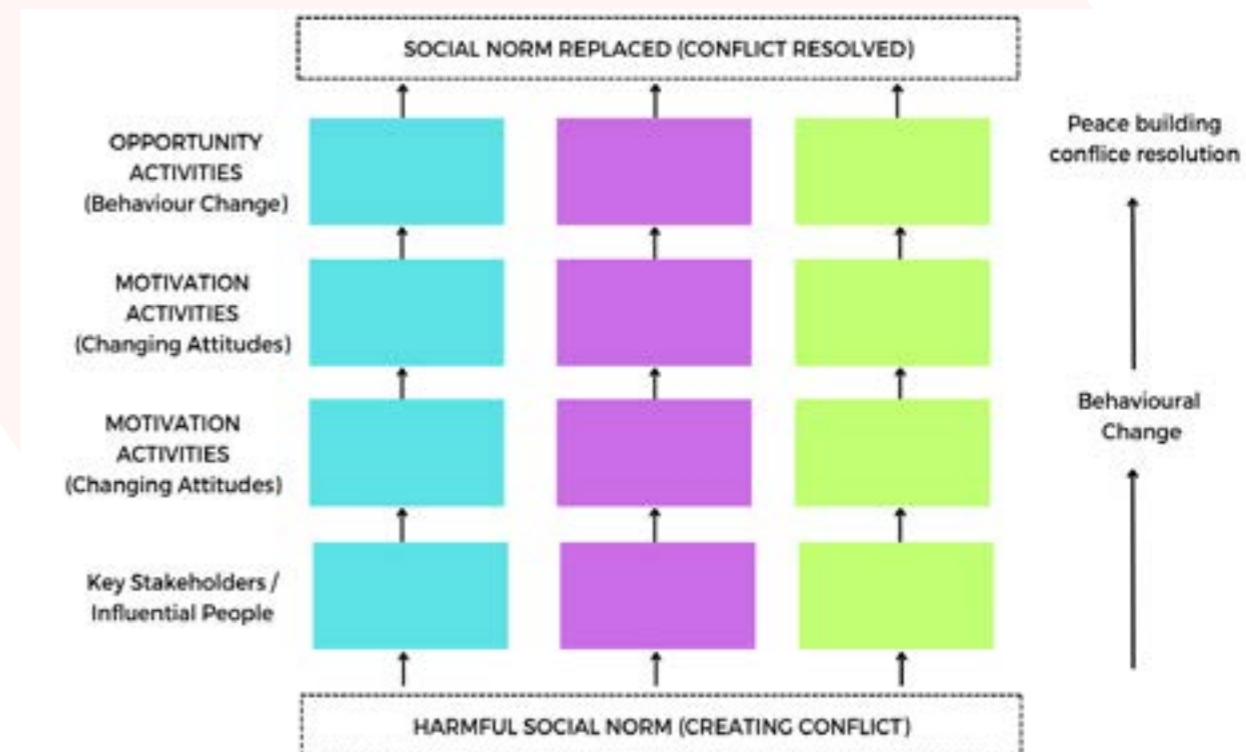 SOCIAL NORM REPLACED (CONFLICT RESOLVED)
OPPORTUNITY
ACTIVITIES
(Behaviour Change)
Peace building
conflice resolution
MOTIVATION
ACTIVITIES
(Changing Attitudes)
MOTIVATION
ACTIVITIES
(Changing Attitudes)
Behavioural
Change
Key Stakeholders /
Influential People
HARMFUL SOCIAL NORM (CREATING CONFLICT)